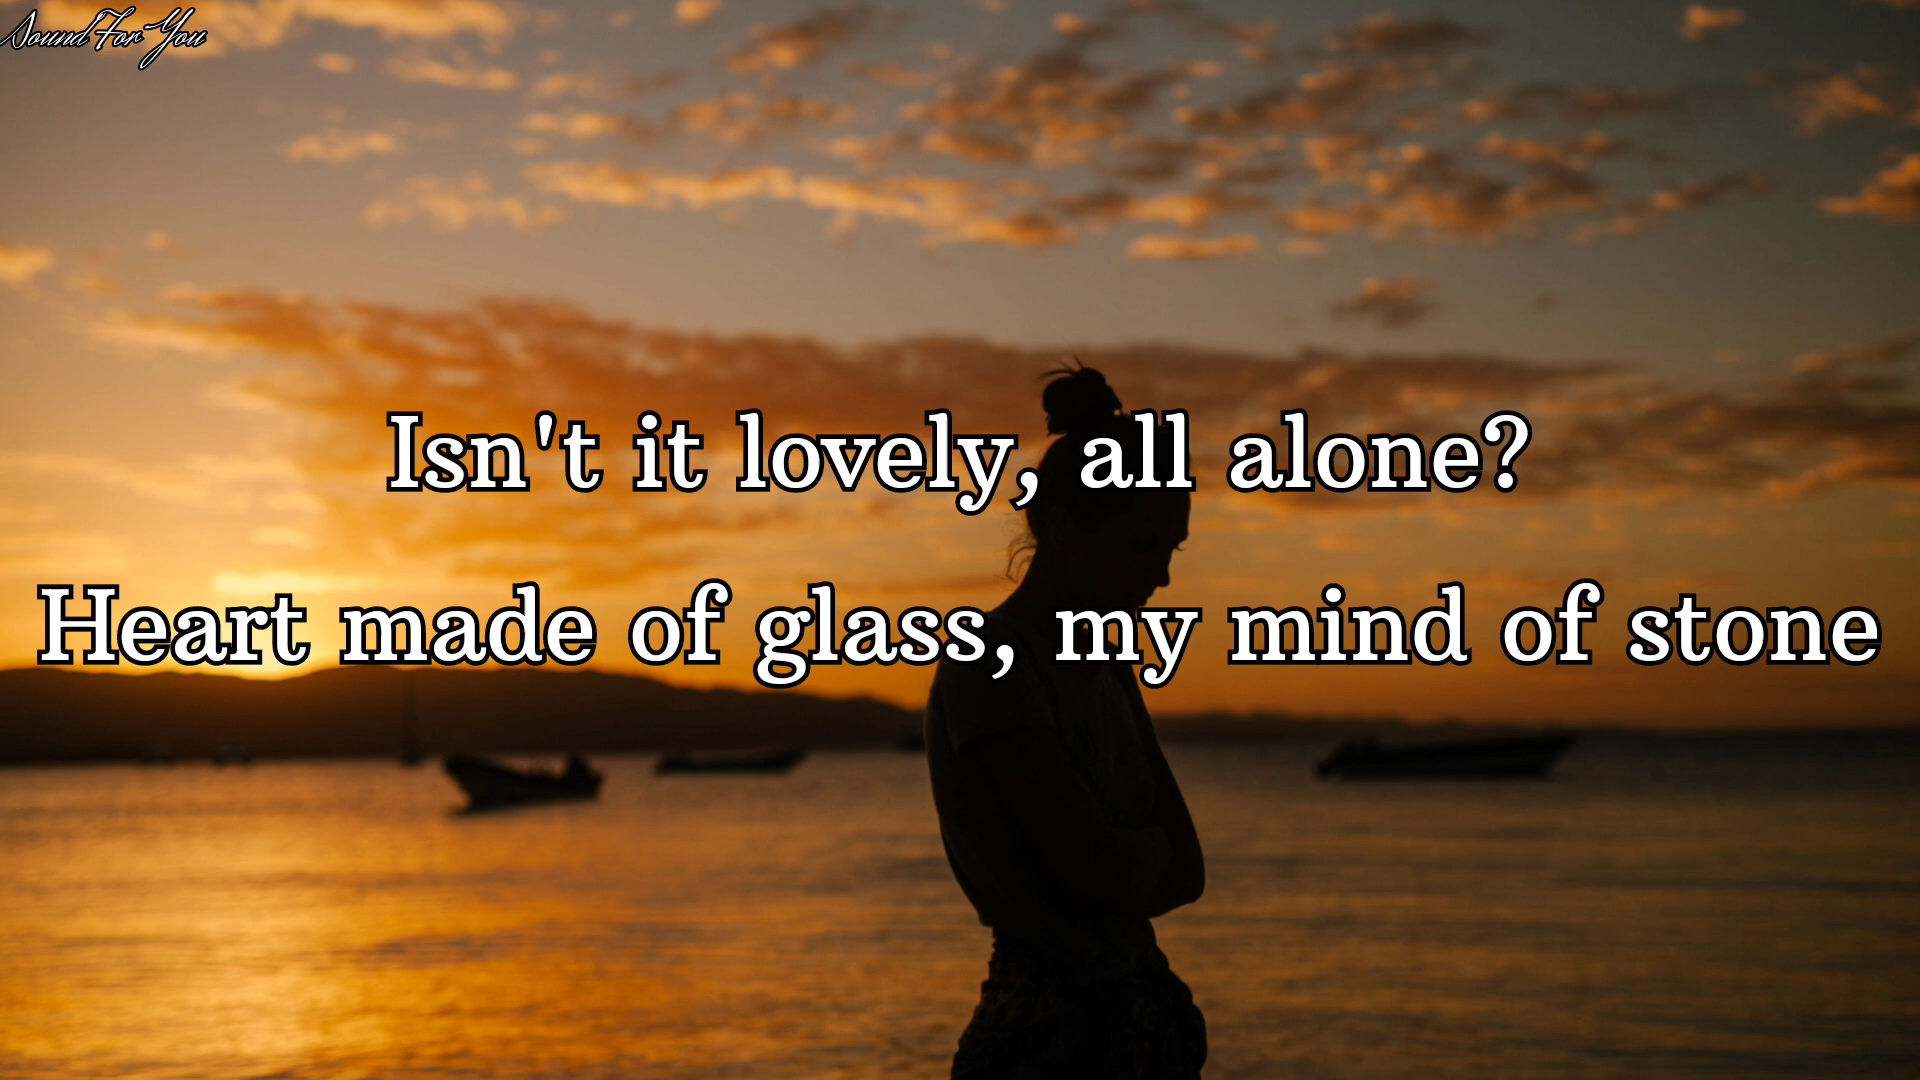 Sound For You
Isn't it lovely, all alone?
Heart made of glass, my mind of stone